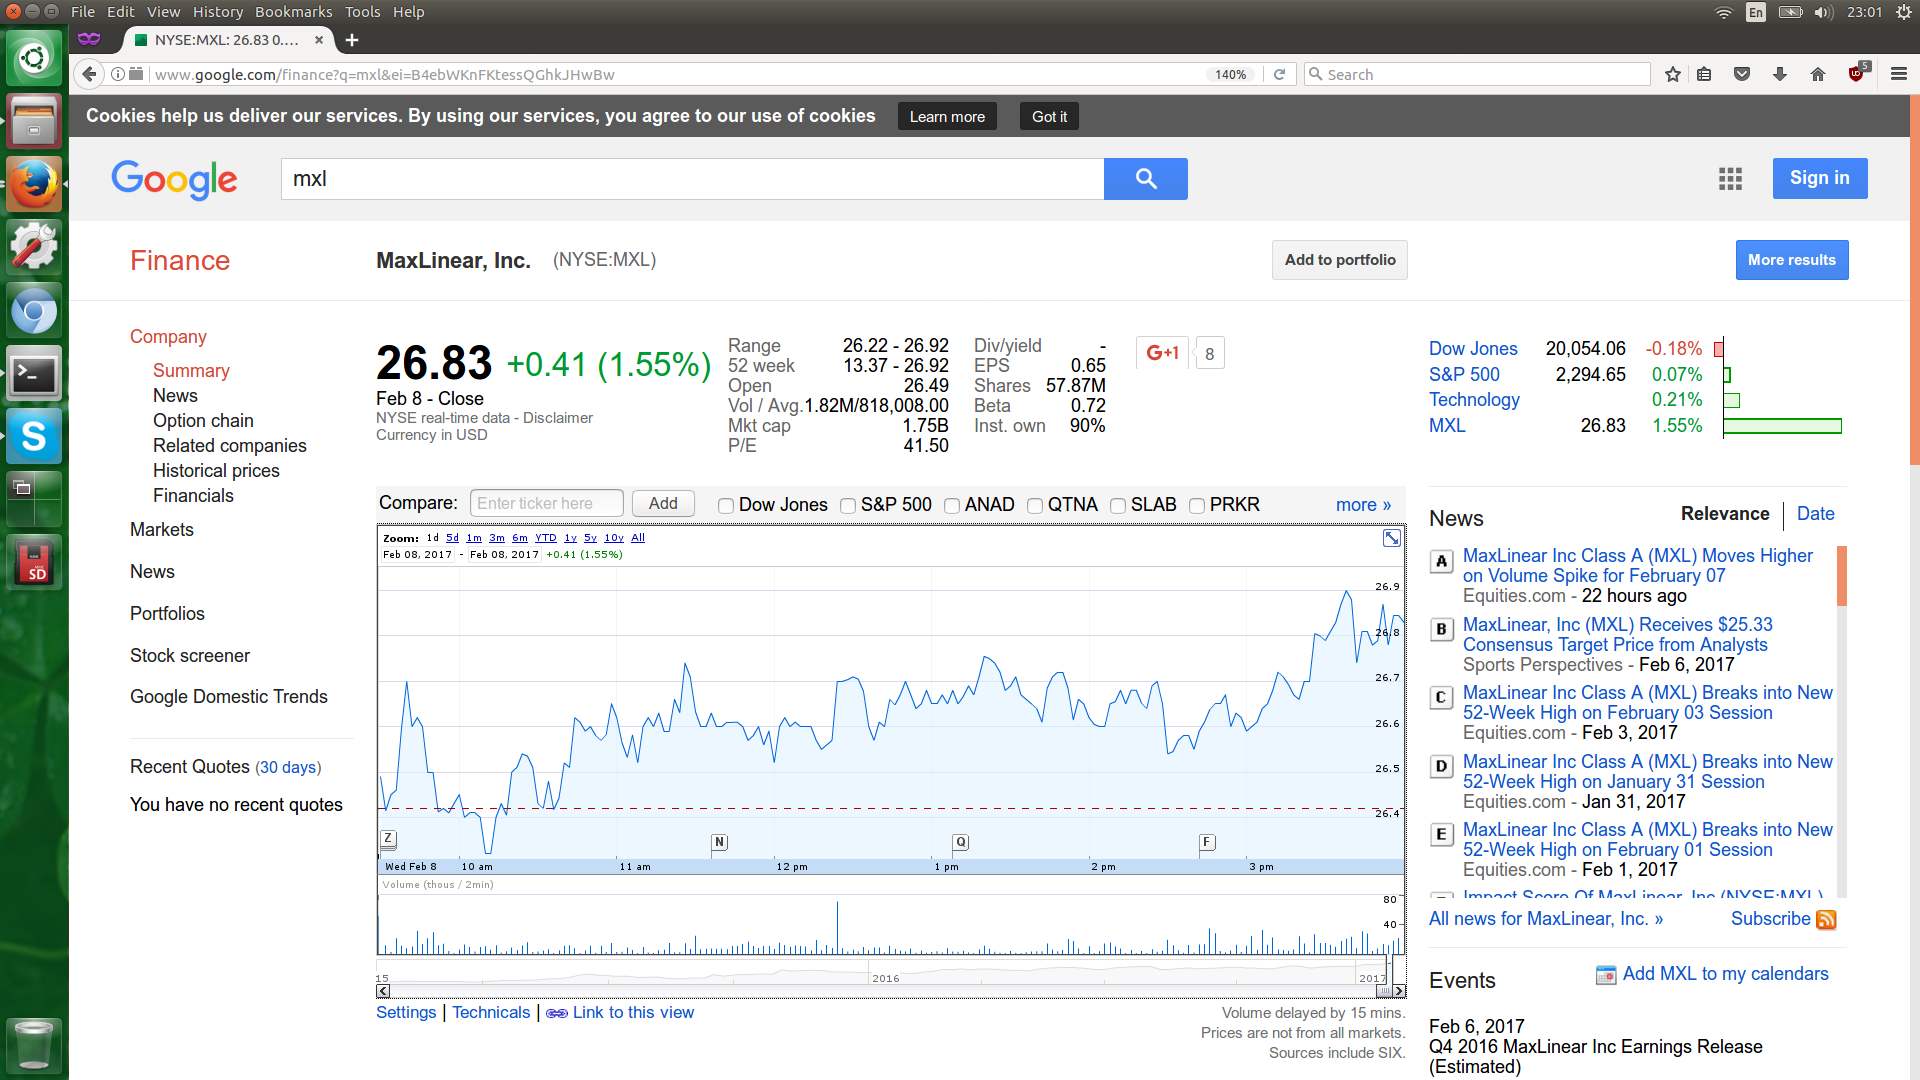 File Edit View History Bookmarks Tools Help
En 23:01
NYSE:MXL: 26.83 0.... × +
www.google.com/finance?q=mxl&ei=B4ebWKnFKtessQGhkJHwBw 140% Search 5
Cookies help us deliver our services. By using our services, you agree to our use of cookies Learn more Got it
Google mxl Sign in
Finance MaxLinear, Inc. (NYSE:MXL) Add to portfolio More results
Company
Summary
News
Option chain
Related companies
Historical prices
Financials
Markets
News
Portfolios
Stock screener
Google Domestic Trends
Recent Quotes (30 days)
You have no recent quotes
26.83 +0.41 (1.55%)
Feb 8 - Close
NYSE real-time data - Disclaimer
Currency in USD
Range 26.22 - 26.92
52 week 13.37 - 26.92
Open 26.49
Vol / Avg. 1.82M/818,008.00
Mkt cap 1.75B
P/E 41.50
Div/yield -
EPS 0.65
Shares 57.87M
Beta 0.72
Inst. own 90%
G+1 8
Dow Jones 20,054.06 -0.18%
S&P 500 2,294.65 0.07%
Technology 0.21%
MXL 26.83 1.55%
Compare: Enter ticker here Add Dow Jones S&P 500 ANAD QTNA SLAB PRKR more »
Zoom: 1d 5d 1m 3m 6m YTD 1y 5y 10y All
Feb 08, 2017 - Feb 08, 2017 +0.41 (1.55%)
26.9
26.8
26.7
26.6
26.5
26.4
Z N Q F
Wed Feb 8 10 am 11 am 12 pm 1 pm 2 pm 3 pm
Volume (thous / 2min)
80
40
15 2016 2017
Settings | Technicals | Link to this view
Volume delayed by 15 mins.
Prices are not from all markets.
Sources include SIX.
News Relevance Date
A MaxLinear Inc Class A (MXL) Moves Higher
on Volume Spike for February 07
Equities.com - 22 hours ago
B MaxLinear, Inc (MXL) Receives $25.33
Consensus Target Price from Analysts
Sports Perspectives - Feb 6, 2017
C MaxLinear Inc Class A (MXL) Breaks into New
52-Week High on February 03 Session
Equities.com - Feb 3, 2017
D MaxLinear Inc Class A (MXL) Breaks into New
52-Week High on January 31 Session
Equities.com - Jan 31, 2017
E MaxLinear Inc Class A (MXL) Breaks into New
52-Week High on February 01 Session
Equities.com - Feb 1, 2017
Impact Score Of MaxLinear, Inc (NYSE:MXL)
All news for MaxLinear, Inc. » Subscribe
Events Add MXL to my calendars
Feb 6, 2017
Q4 2016 MaxLinear Inc Earnings Release
(Estimated)
S
SD